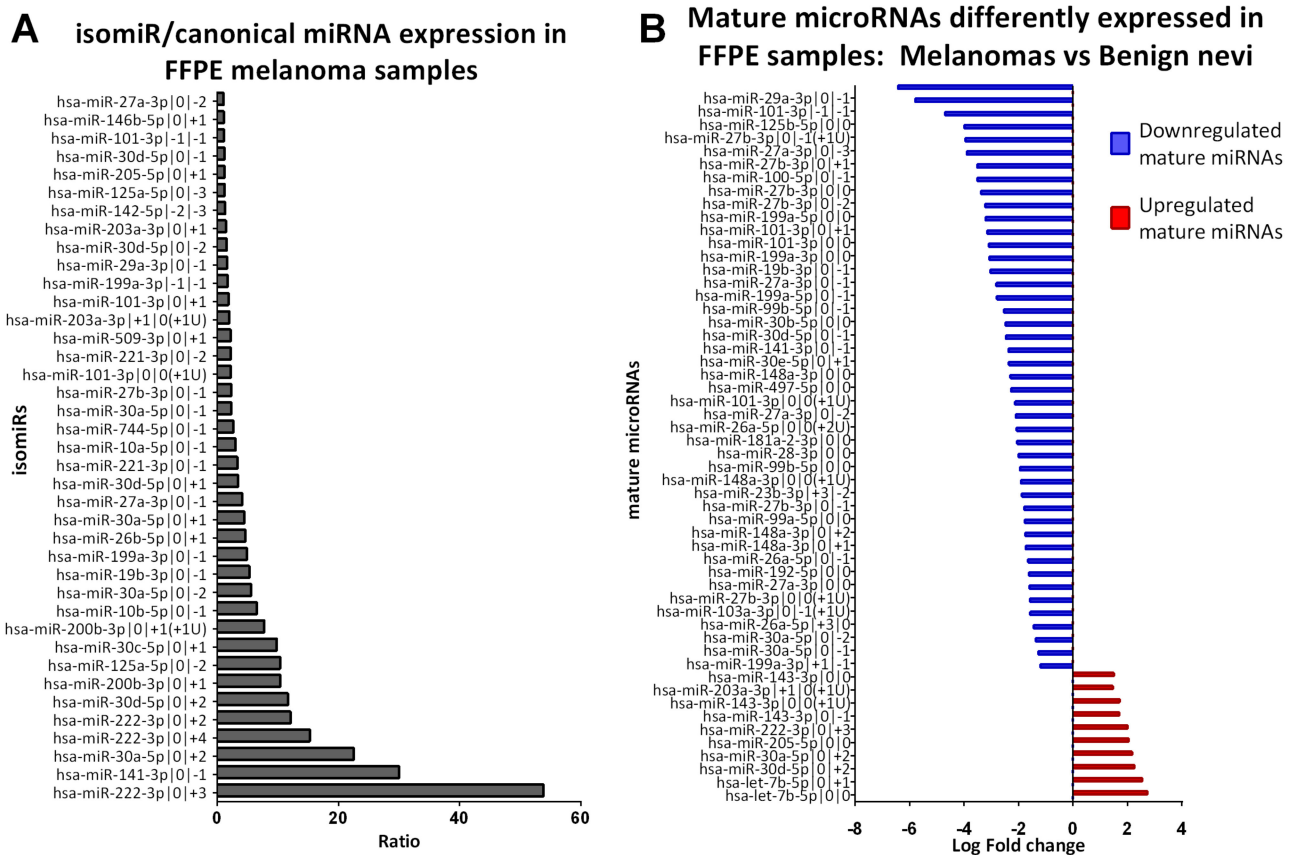 A
isomiR/canonical miRNA expression in
FFPE melanoma samples
isomiRs
hsa-miR-27a-3p|0|-2
hsa-miR-146b-5p|0|+1
hsa-miR-101-3p|-1|-1
hsa-miR-30d-5p|0|-1
hsa-miR-205-5p|0|+1
hsa-miR-125a-5p|0|-3
hsa-miR-142-5p|-2|-3
hsa-miR-203a-3p|0|+1
hsa-miR-30d-5p|0|-2
hsa-miR-29a-3p|0|-1
hsa-miR-199a-3p|-1|-1
hsa-miR-101-3p|0|+1
hsa-miR-203a-3p|+1|0(+1U)
hsa-miR-509-3p|0|+1
hsa-miR-221-3p|0|-2
hsa-miR-101-3p|0|0(+1U)
hsa-miR-27b-3p|0|-1
hsa-miR-30a-5p|0|-1
hsa-miR-744-5p|0|-1
hsa-miR-10a-5p|0|-1
hsa-miR-221-3p|0|-1
hsa-miR-30d-5p|0|+1
hsa-miR-27a-3p|0|-1
hsa-miR-30a-5p|0|+1
hsa-miR-26b-5p|0|+1
hsa-miR-199a-3p|0|-1
hsa-miR-19b-3p|0|-1
hsa-miR-30a-5p|0|-2
hsa-miR-10b-5p|0|-1
hsa-miR-200b-3p|0|+1(+1U)
hsa-miR-30c-5p|0|+1
hsa-miR-125a-5p|0|-2
hsa-miR-200b-3p|0|+1
hsa-miR-30d-5p|0|+2
hsa-miR-222-3p|0|+2
hsa-miR-222-3p|0|+4
hsa-miR-30a-5p|0|+2
hsa-miR-141-3p|0|-1
hsa-miR-222-3p|0|+3
0 20 40 60
Ratio
B
Mature microRNAs differently expressed in
FFPE samples: Melanomas vs Benign nevi
mature microRNAs
hsa-miR-29a-3p|0|-1
hsa-miR-101-3p|-1|-1
hsa-miR-125b-5p|0|0
hsa-miR-27b-3p|0|-1(+1U)
hsa-miR-27a-3p|0|-3
hsa-miR-27b-3p|0|+1
hsa-miR-100-5p|0|-1
hsa-miR-27b-3p|0|0
hsa-miR-27b-3p|0|-2
hsa-miR-199a-5p|0|0
hsa-miR-101-3p|0|+1
hsa-miR-101-3p|0|0
hsa-miR-199a-3p|0|0
hsa-miR-19b-3p|0|-1
hsa-miR-27a-3p|0|-1
hsa-miR-199a-5p|0|-1
hsa-miR-99b-5p|0|-1
hsa-miR-30b-5p|0|0
hsa-miR-30d-5p|0|-1
hsa-miR-141-3p|0|-1
hsa-miR-30e-5p|0|+1
hsa-miR-148a-3p|0|0
hsa-miR-497-5p|0|0
hsa-miR-101-3p|0|0(+1U)
hsa-miR-27a-3p|0|-2
hsa-miR-26a-5p|0|0(+2U)
hsa-miR-181a-2-3p|0|0
hsa-miR-28-3p|0|0
hsa-miR-99b-5p|0|0
hsa-miR-148a-3p|0|0(+1U)
hsa-miR-23b-3p|+3|-2
hsa-miR-27b-3p|0|-1
hsa-miR-99a-5p|0|0
hsa-miR-148a-3p|0|+2
hsa-miR-148a-3p|0|+1
hsa-miR-26a-5p|0|-1
hsa-miR-192-5p|0|0
hsa-miR-27a-3p|0|0
hsa-miR-27b-3p|0|0(+1U)
hsa-miR-103a-3p|0|-1(+1U)
hsa-miR-26a-5p|+3|0
hsa-miR-30a-5p|0|-2
hsa-miR-30a-5p|0|-1
hsa-miR-199a-3p|+1|-1
hsa-miR-143-3p|0|0
hsa-miR-203a-3p|+1|0(+1U)
hsa-miR-143-3p|0|0(+1U)
hsa-miR-143-3p|0|-1
hsa-miR-222-3p|0|+3
hsa-miR-205-5p|0|0
hsa-miR-30a-5p|0|+2
hsa-miR-30d-5p|0|+2
hsa-let-7b-5p|0|+1
hsa-let-7b-5p|0|0
-8 -6 -4 -2 0 2 4
Log Fold change
Downregulated
mature miRNAs
Upregulated
mature miRNAs